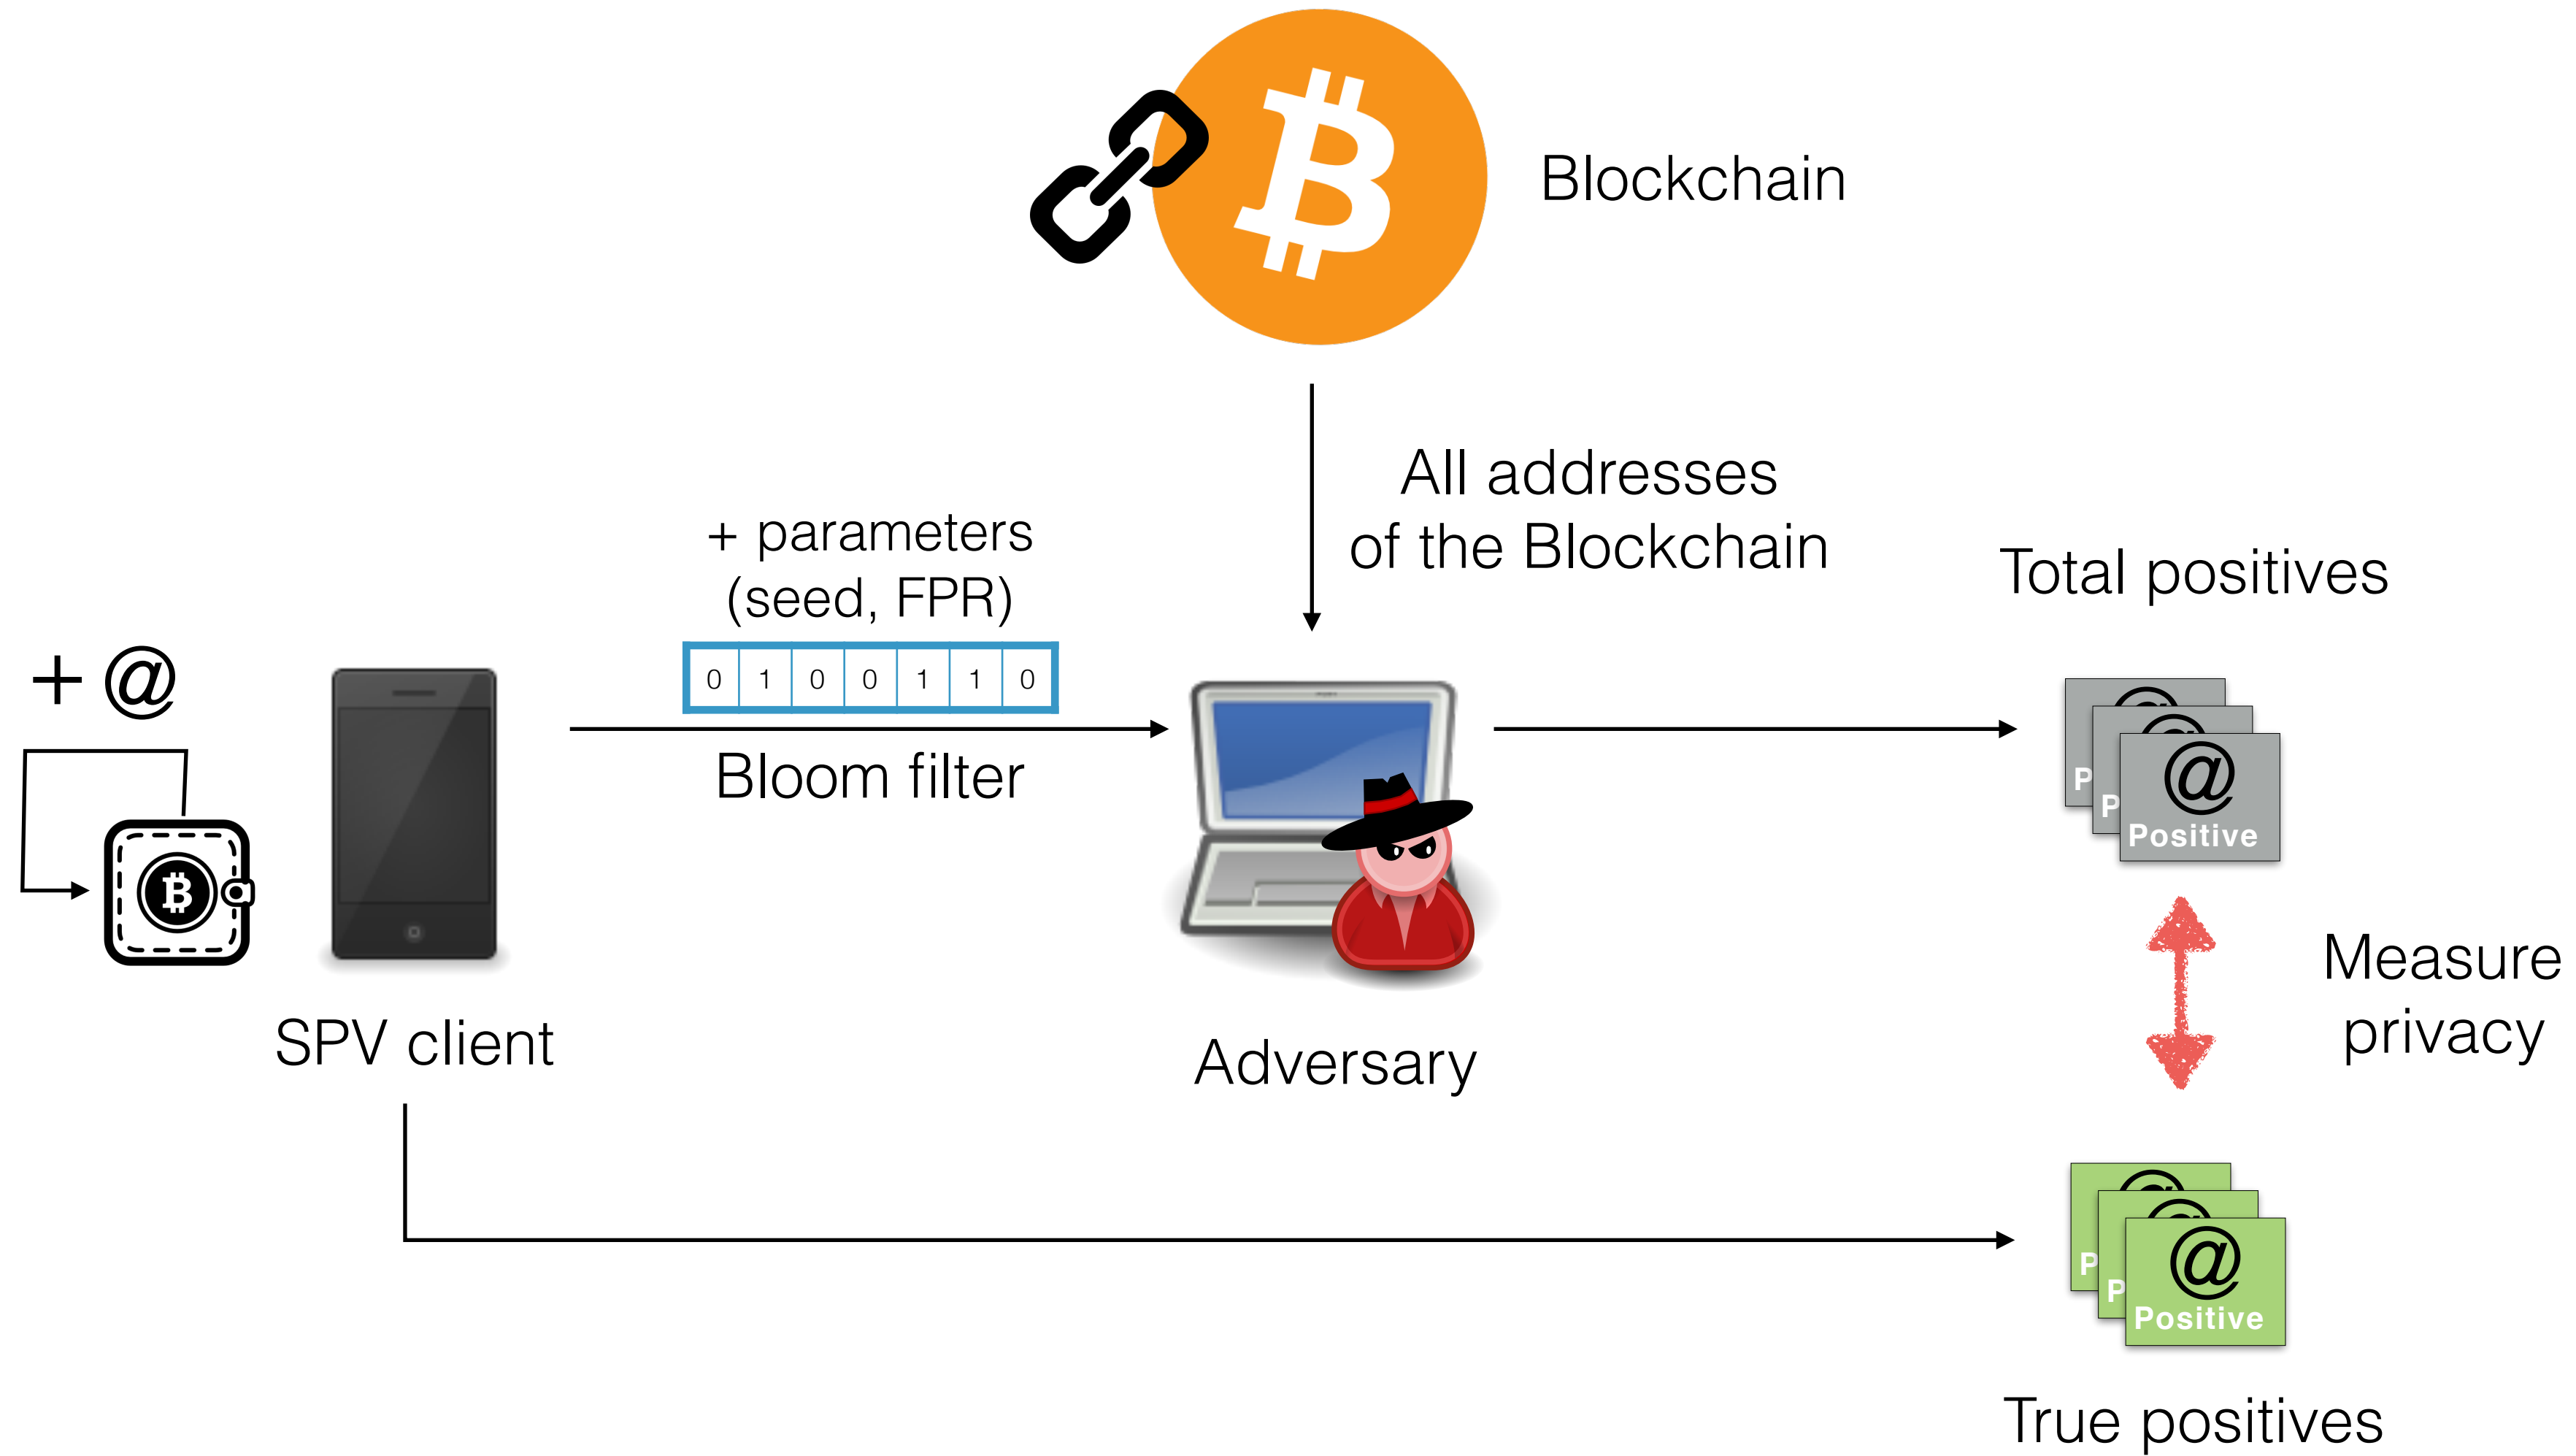 Blockchain
All addresses
of the Blockchain
+ parameters
(seed, FPR)
0 1 0 0 1 1 0
Bloom filter
+ @
SPV client
Adversary
Total positives
@
P
P
@
Positive
Measure
privacy
@
P
P
@
Positive
True positives